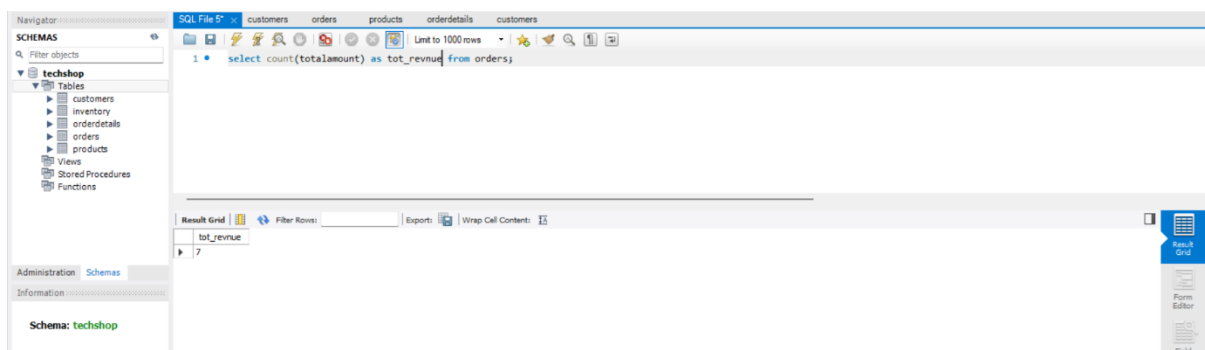 Navigator
SQL File 5* × customers orders products orderdetails customers
SCHEMAS
Filter objects
Limit to 1000 rows
techshop
Tables
customers
inventory
orderdetails
orders
products
Views
Stored Procedures
Functions
1 select count(totalamount) as tot_revnue from orders;
Result Grid Filter Rows: Export: Wrap Cell Content:
tot_revnue
7
Result Grid
Form Editor
Administration Schemas
Information
Schema: techshop